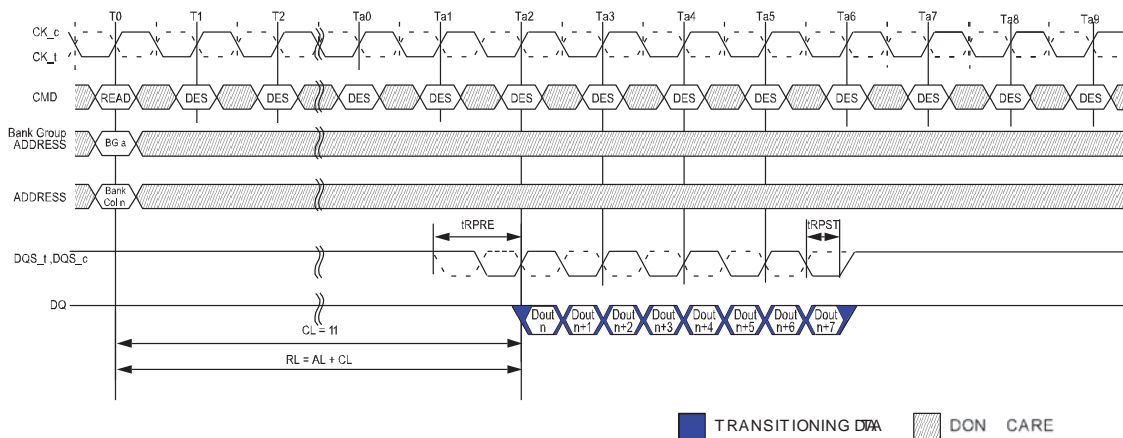 T0 T1 T2 Ta0 Ta1 Ta2 Ta3 Ta4 Ta5 Ta6 Ta7 Ta8 Ta9
CK_c
CK_t
CMD READ DES DES DES DES DES DES DES DES DES DES DES DES
Bank Group
ADDRESS BG a
ADDRESS Bank
Col n
tRPRE tRPST
DQS_t ,DQS_c
DQ Dout Dout Dout Dout Dout Dout Dout Dout
n n+1 n+2 n+3 n+4 n+5 n+6 n+7
CL = 11
RL = AL + CL
TRANSITIONING DATA DON CARE